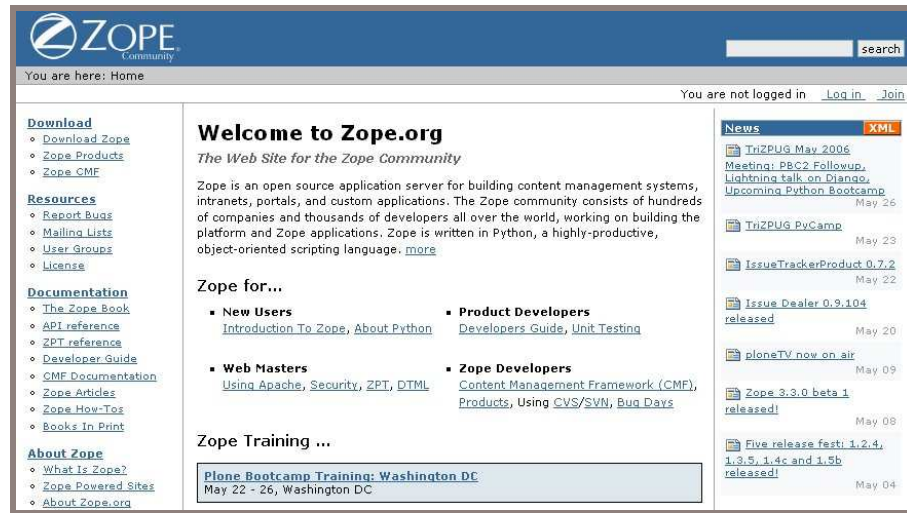 ZOPE
Community
search
You are here: Home
You are not logged in Log in Join
Download
Download Zope
Zope Products
Zope CMF
Resources
Report Bugs
Mailing Lists
User Groups
License
Documentation
The Zope Book
API reference
ZPT reference
Developer Guide
CMF Documentation
Zope Articles
Zope How-Tos
Books In Print
About Zope
What Is Zope?
Zope Powered Sites
About Zope.org
Welcome to Zope.org
The Web Site for the Zope Community
Zope is an open source application server for building content management systems,
intranets, portals, and custom applications. The Zope community consists of hundreds
of companies and thousands of developers all over the world, working on building the
platform and Zope applications. Zope is written in Python, a highly-productive,
object-oriented scripting language. more
Zope for...
New Users
Introduction To Zope, About Python
Product Developers
Developers Guide, Unit Testing
Web Masters
Using Apache, Security, ZPT, DTML
Zope Developers
Content Management Framework (CMF),
Products, Using CVS/SVN, Bug Days
Zope Training ...
Plone Bootcamp Training: Washington DC
May 22 - 26, Washington DC
News XML
TriZPUG May 2006
Meeting: PBC2 Followup,
Lightning talk on Django,
Upcoming Python Bootcamp
May 26
TriZPUG PyCamp
May 23
IssueTrackerProduct 0.7.2
May 22
Issue Dealer 0.9.104
released
May 20
ploneTV now on air
May 09
Zope 3.3.0 beta 1
released!
May 08
Five release fest: 1.2.4,
1.3.5, 1.4c and 1.5b
released!
May 04